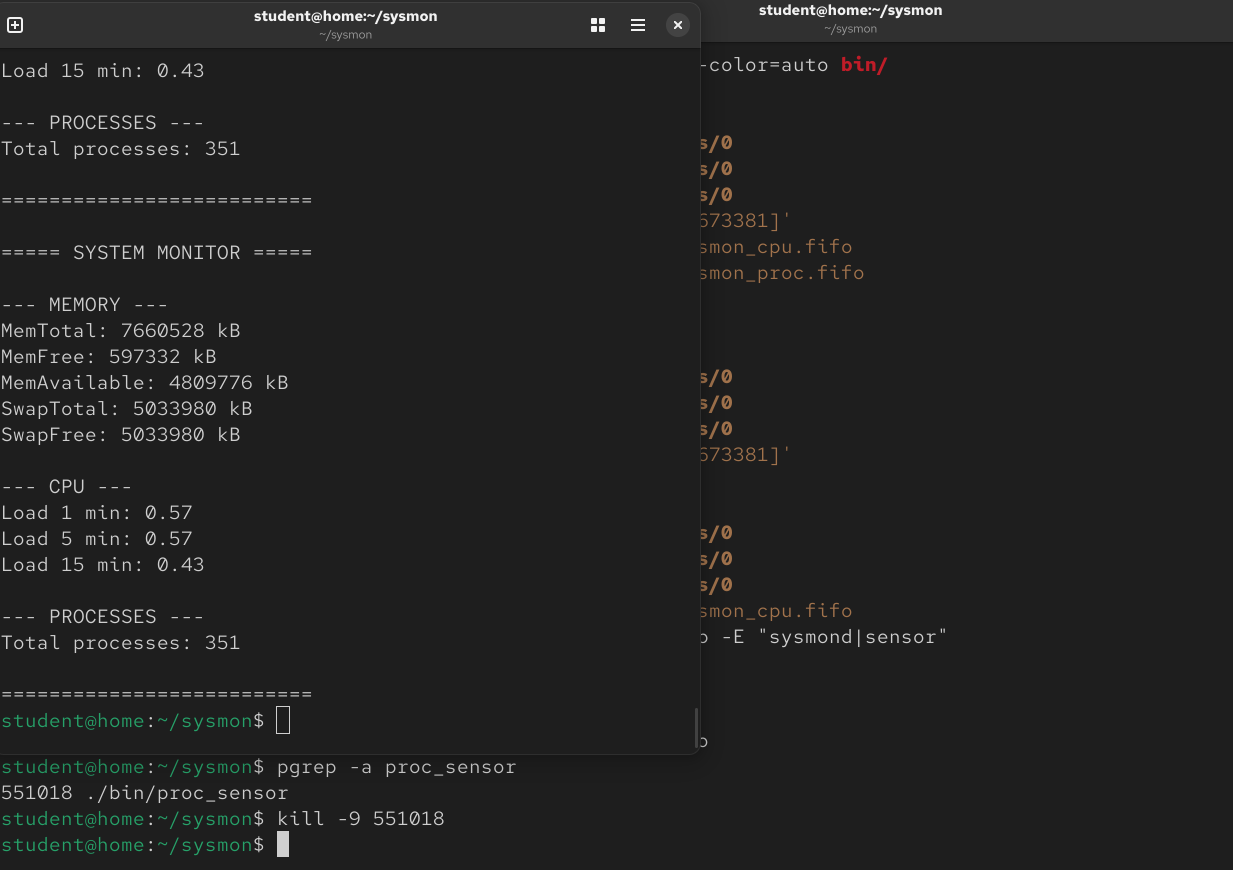 student@home:~/sysmon
~/sysmon
Load 15 min: 0.43
--- PROCESSES ---
Total processes: 351
==========================
===== SYSTEM MONITOR =====
--- MEMORY ---
MemTotal: 7660528 kB
MemFree: 597332 kB
MemAvailable: 4809776 kB
SwapTotal: 5033980 kB
SwapFree: 5033980 kB
--- CPU ---
Load 1 min: 0.57
Load 5 min: 0.57
Load 15 min: 0.43
--- PROCESSES ---
Total processes: 351
==========================
student@home:~/sysmon$
student@home:~/sysmon
~/sysmon
-color=auto bin/
s/0
s/0
s/0
673381]'
smon_cpu.fifo
smon_proc.fifo
s/0
s/0
s/0
673381]'
s/0
s/0
s/0
smon_cpu.fifo
-E "sysmond|sensor"
student@home:~/sysmon$ pgrep -a proc_sensor
551018 ./bin/proc_sensor
student@home:~/sysmon$ kill -9 551018
student@home:~/sysmon$